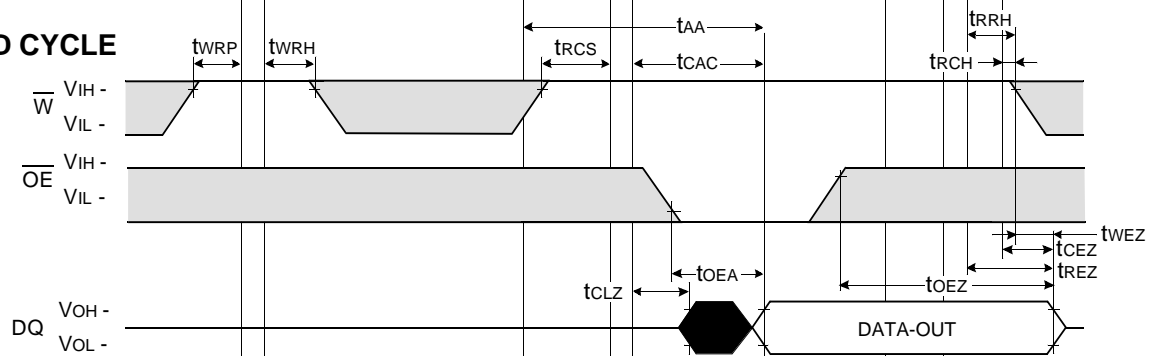 tAA
tRRH
D CYCLE
tWRP
tWRH
tRCS
tCAC
tRCH
W
VIH -
VIL -
OE
VIH -
VIL -
tWEZ
tCEZ
tOEA
tREZ
tCLZ
tOEZ
DQ
VOH -
VOL -
DATA-OUT